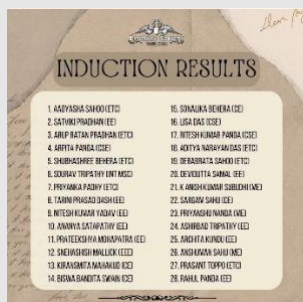 INDUCTION RESULTS
1. AADYASHA SAHOO (ETC)
2. SATVIKI PRADHAN (EE)
3. ARUP RATAN PRADHAN (ETC)
4. ARPITA PANDA (CSE)
5. SHUBHASHREE BEHERA (ETC)
6. SOURAV TRIPATHY (INT MSC)
7. PRIYANKA PADHY (ETC)
8. TARINI PRASAD DASH (EE)
9. NITESH KUMAR YADAV (EE)
10. ANANYA SATAPATHY (EE)
11. PRATEEKSHYA MOHAPATRA (EE)
12. SNEHASHISH MALLICK (EEE)
13. KIRANSMITA MAHAKUD (CE)
14. BISWA BANDITA SWAIN (CE)
15. SONALIKA BEHERA (CE)
16. LISA DAS (CSE)
17. RITESH KUMAR PANDA (CSE)
18. ADITYA NARAYAN DAS (ETC)
19. DEBABRATA SAHOO (ETC)
20. DEVIDUTTA SAMAL (EE)
21. K ANISH KUMAR SUBUDHI (ME)
22. SARGAM SAHU (CE)
23. PRIYANSHU NANDA (ME)
24. ASHIRBAD TRIPATHY (EE)
25. ARCHITA KUNDU (EE)
26. ANSHUMAN SAHU (ME)
27. PRASANT TOPPO (ETC)
28. RAHUL PANDA (EE)